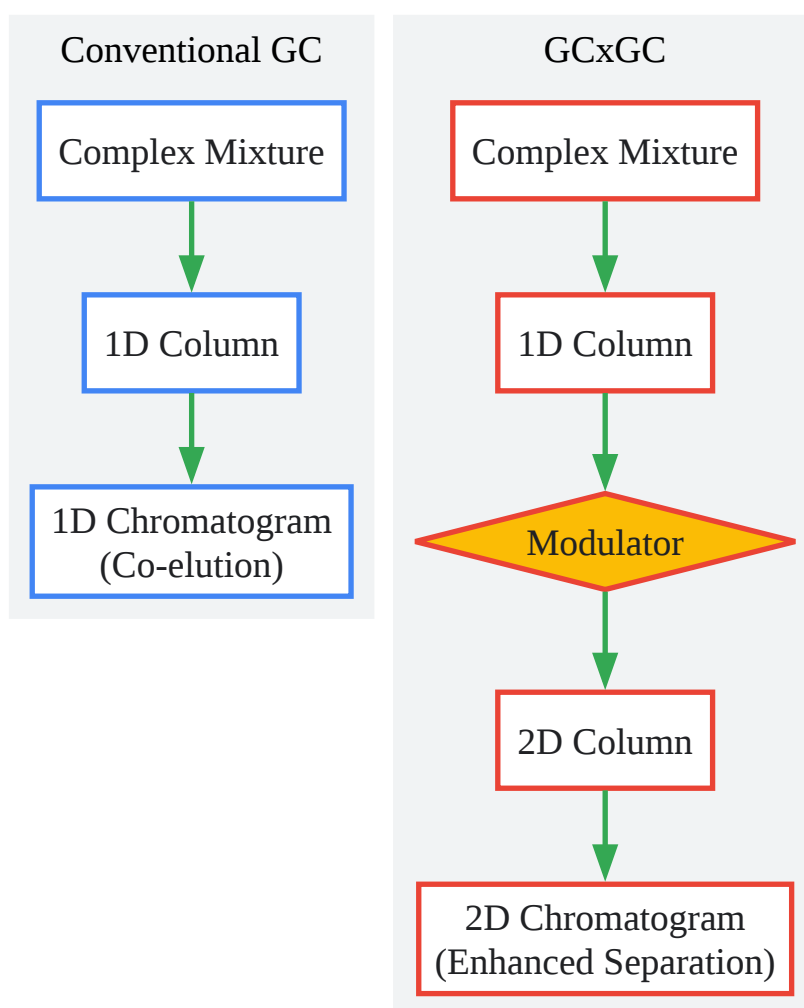 Conventional GC
Complex Mixture
1D Column
1D Chromatogram
(Co-elution)
GCxGC
Complex Mixture
1D Column
Modulator
2D Column
2D Chromatogram
(Enhanced Separation)